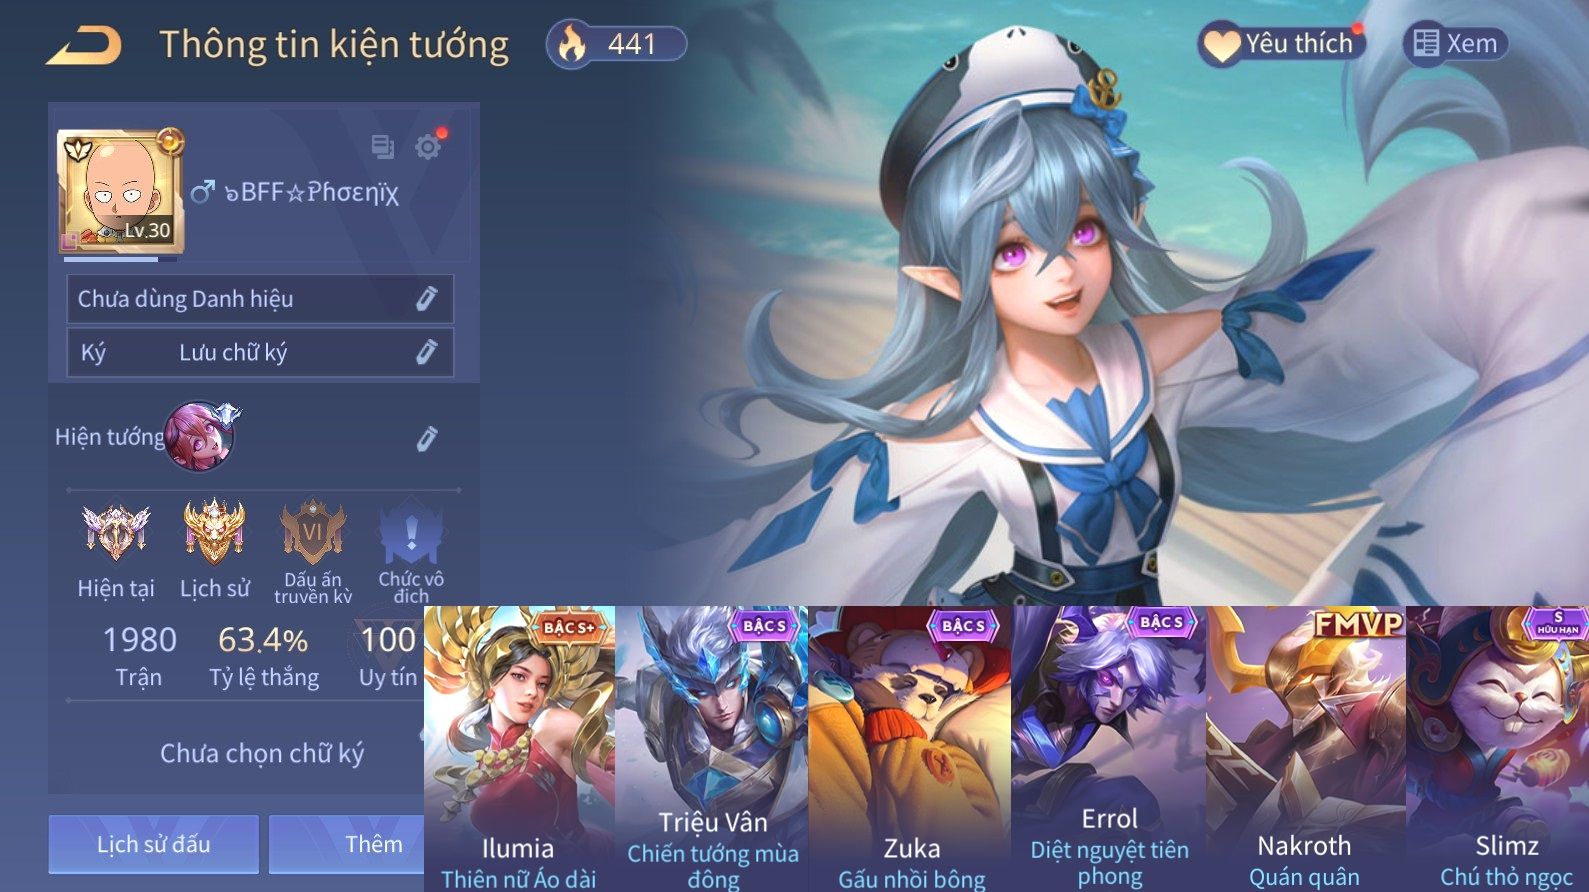 Thông tin kiện tướng
441
Yêu thích
Xem
Lv.30
ঌBFF☆Ꭾɦσεηïχ
Chưa dùng Danh hiệu
Ký Lưu chữ ký
Hiện tướng
VI
Hiện tại
Lịch sử
Dấu ấn
truyền kỳ
Chức vô
địch
1980
63.4%
100
Trận
Tỷ lệ thắng
Uy tín
Chưa chọn chữ ký
Lịch sử đấu
Thêm
BẬC S+
Ilumia
Thiên nữ Áo dài
BẬC S
Triệu Vân
Chiến tướng mùa
đông
BẬC S
Zuka
Gấu nhồi bông
BẬC S
Errol
Diệt nguyệt tiên
phong
FMVP
Nakroth
Quán quân
S
HỮU HẠN
Slimz
Chú thỏ ngọc